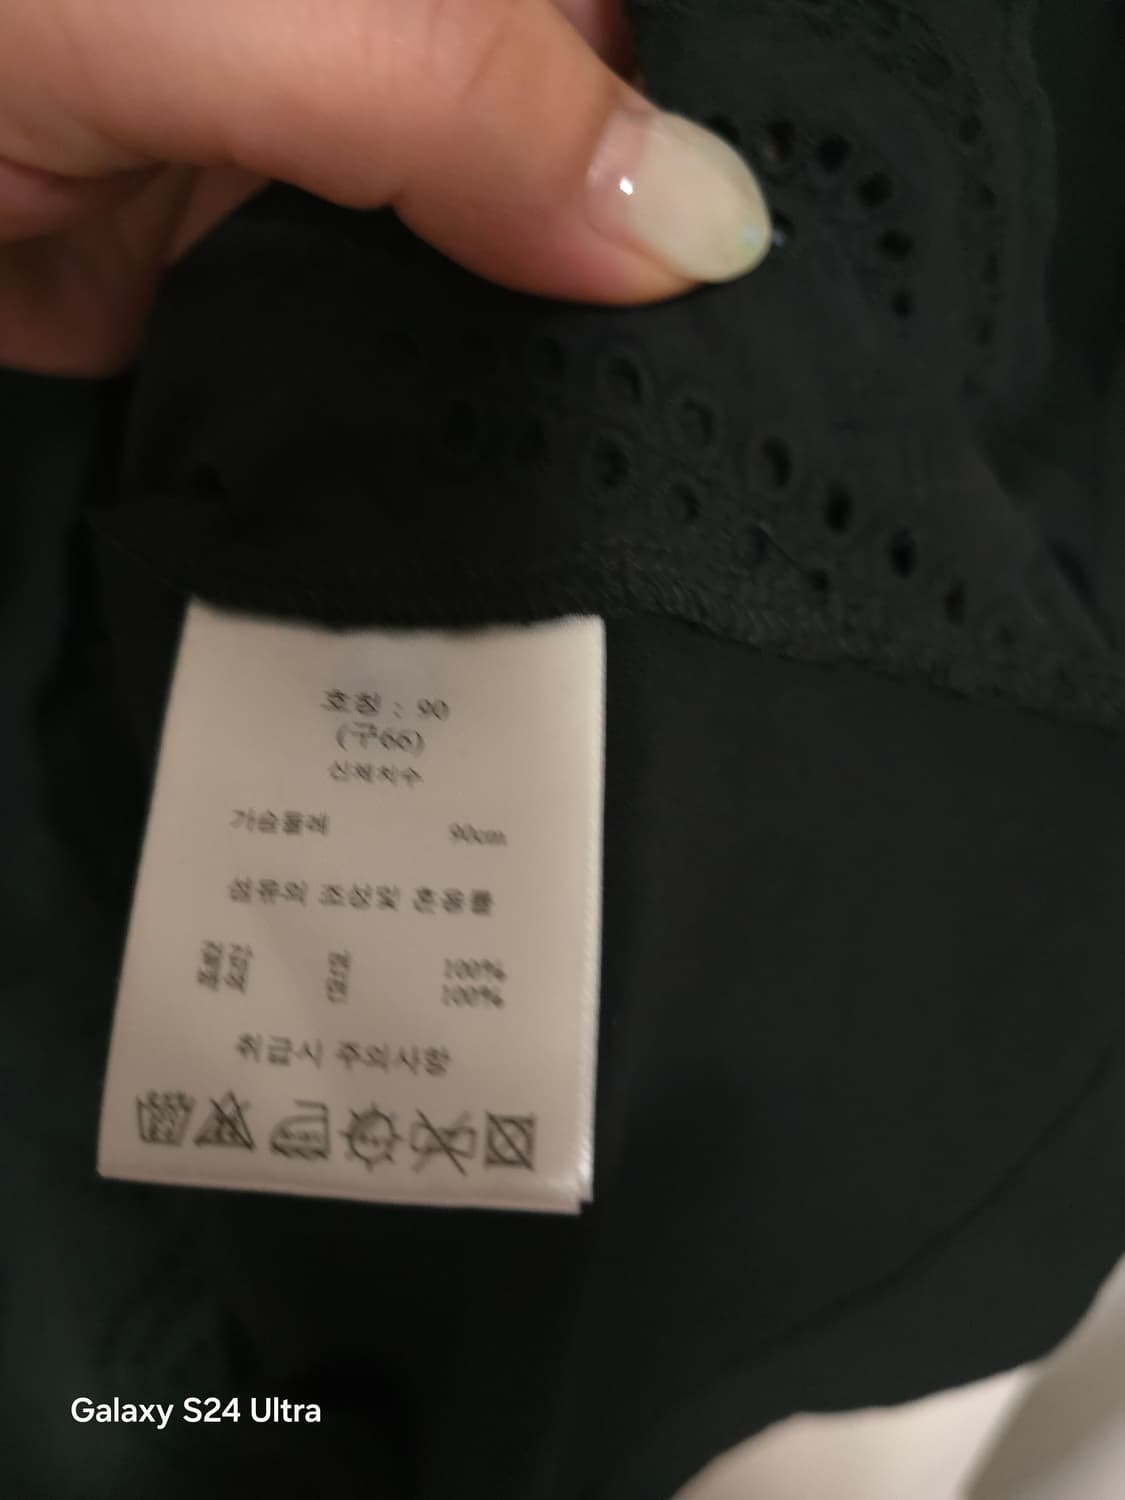 호칭 : 90
(구66)
신체치수
가슴둘레 90cm
섬유의 조성및 혼용률
겉감 면 100%
배색 면 100%
취급시 주의사항
Galaxy S24 Ultra